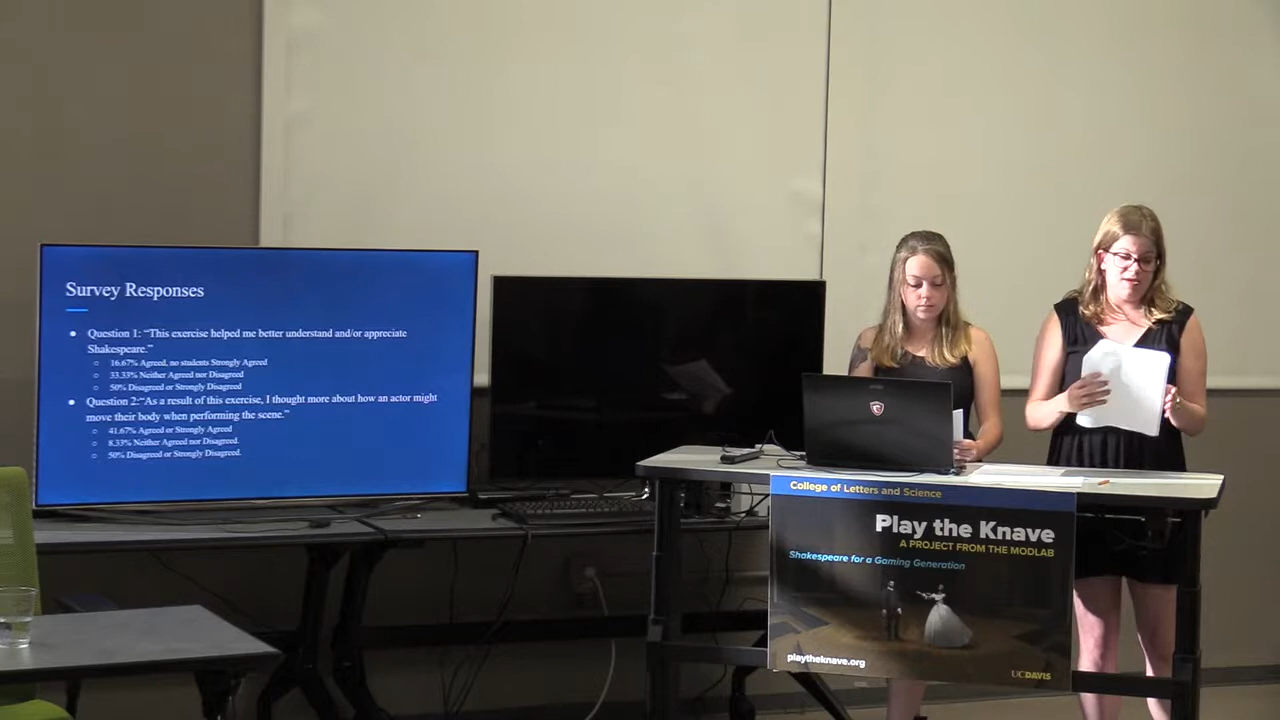 Survey Responses
Question 1: “This exercise helped me better understand and/or appreciate
Shakespeare.”
16.67% Agreed, no students Strongly Agreed
33.33% Neither Agreed nor Disagreed
50% Disagreed or Strongly Disagreed
Question 2:“As a result of this exercise, I thought more about how an actor might
move their body when performing the scene.”
41.67% Agreed or Strongly Agreed
8.33% Neither Agreed nor Disagreed.
50% Disagreed or Strongly Disagreed.
College of Letters and Science
Play the Knave
A PROJECT FROM THE MODLAB
Shakespeare for a Gaming Generation
playtheknave.org
UCDAVIS